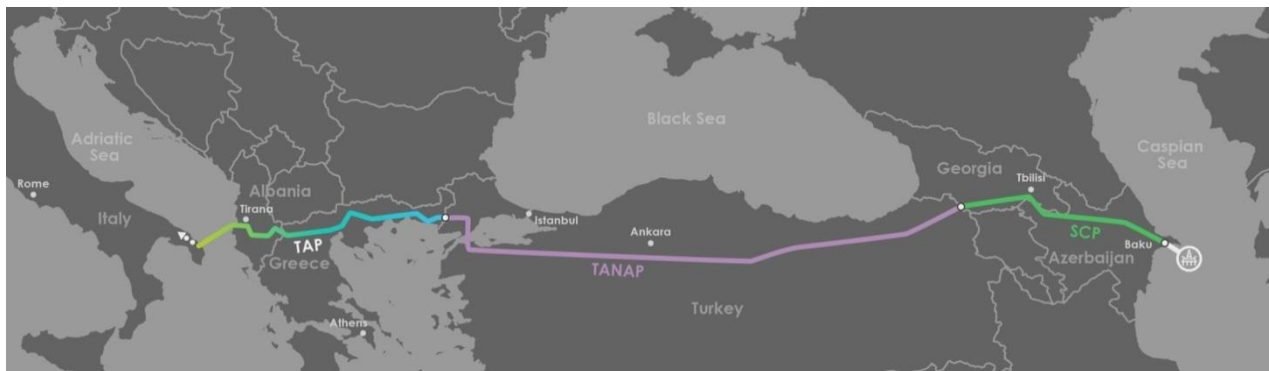 Black Sea
Adriatic
Sea
Caspian
Sea
Georgia
Tbilisi
Rome
Albania
Tirana
Italy
Istanbul
TAP
Greece
Ankara
TANAP
SCP
Baku
Azerbaijan
Turkey
Athens